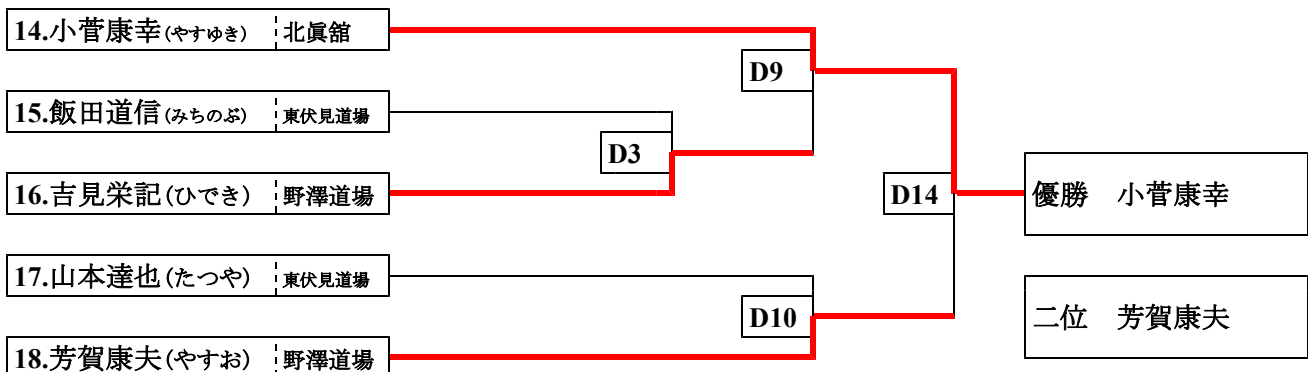 14.小菅康幸(やすゆき) 北眞舘
D9
15.飯田道信(みちのぶ) 東伏見道場
D3
16.吉見栄記(ひでき) 野澤道場
D14
優勝 小菅康幸
17.山本達也(たつや) 東伏見道場
D10
二位 芳賀康夫
18.芳賀康夫(やすお) 野澤道場